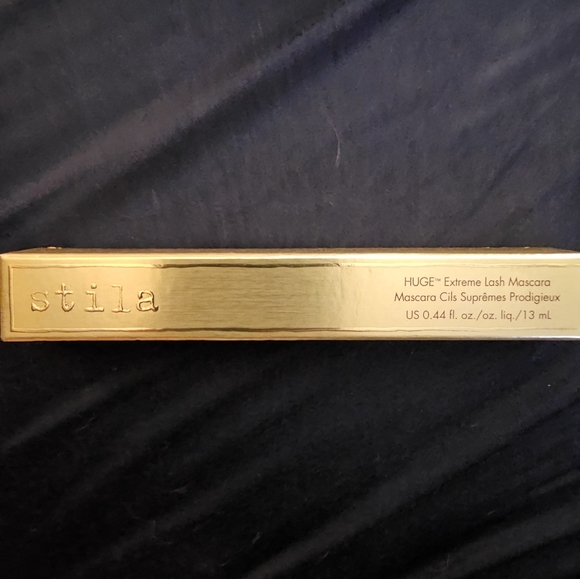 stila
HUGE™ Extreme Lash Mascara
Mascara Cils Suprêmes Prodigieux
US 0.44 fl. oz./oz. liq./13 mL